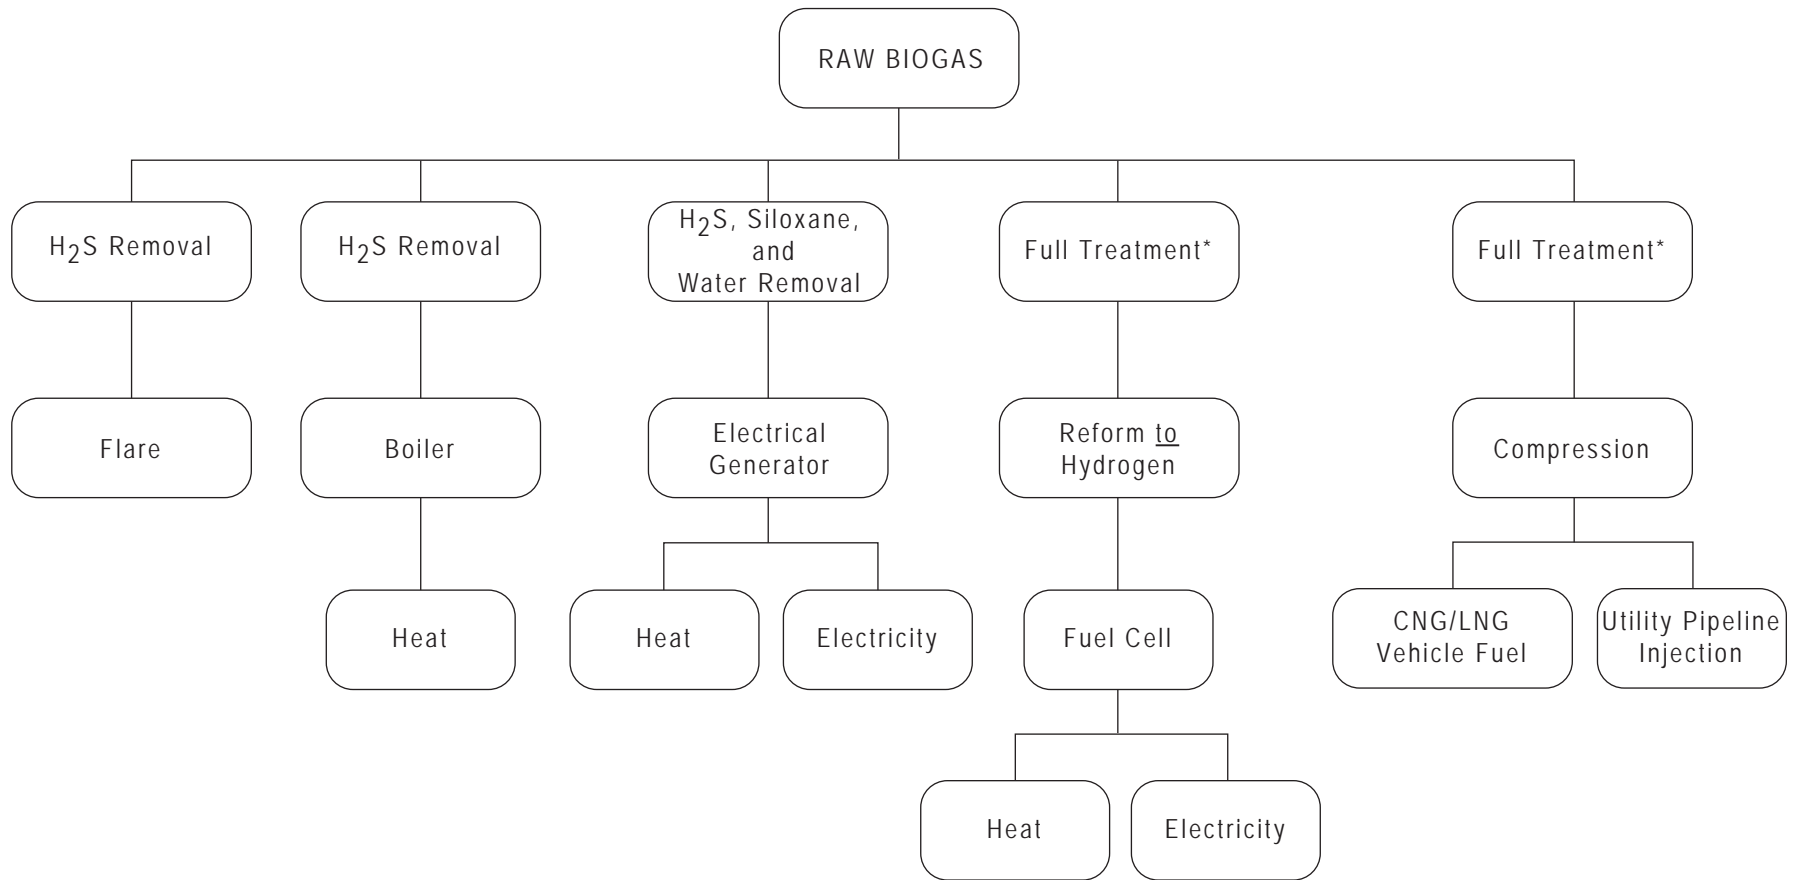 RAW BIOGAS
H2S Removal
H2S Removal
H2S, Siloxane,
and
Water Removal
Full Treatment*
Full Treatment*
Flare
Boiler
Electrical
Generator
Reform to
Hydrogen
Compression
Heat
Heat
Electricity
Fuel Cell
CNG/LNG
Vehicle Fuel
Utility Pipeline
Injection
Heat
Electricity